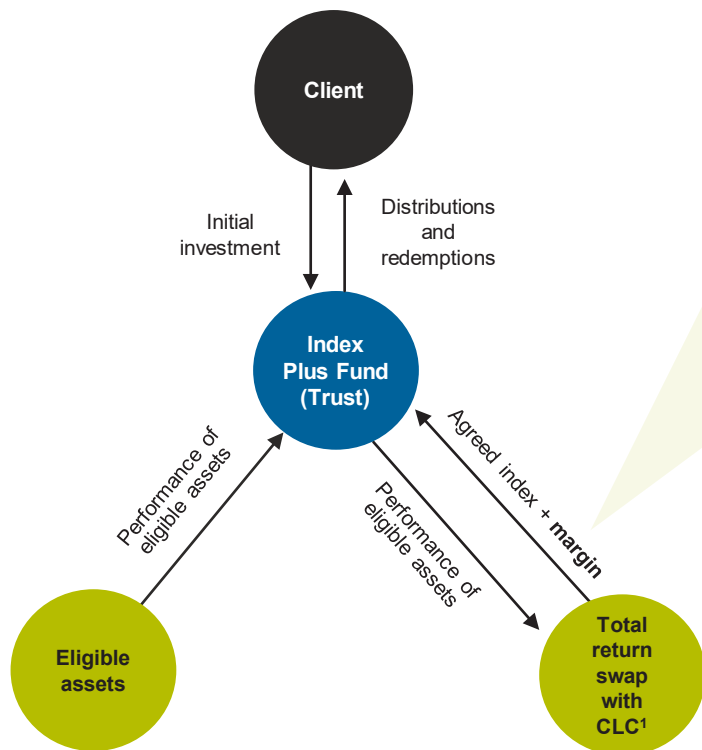 Client
Initial
investment
Distributions
and
redemptions
Index
Plus Fund
(Trust)
Performance of
eligible assets
Performance of
eligible assets
Agreed index + margin
Eligible
assets
Total
return
swap
with
CLC¹